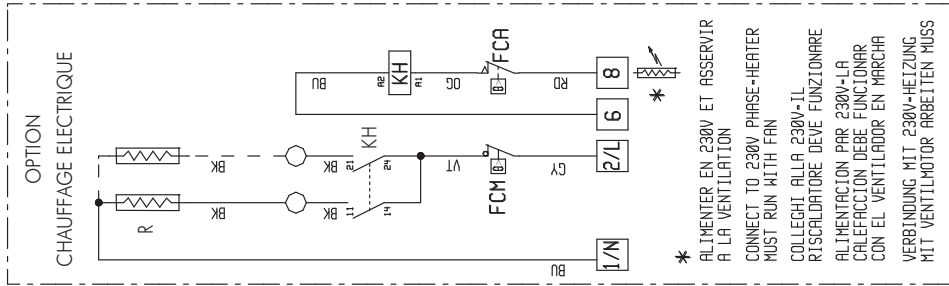 OPTION
CHAUFFAGE ELECTRIQUE
R
BK
BK
11
14
BK
BK
21
24
KH
VT
FCM
GY
BU
BU
A2
KH
A1
OG
FCA
RD
1/N
2/L
6
8
*
* ALIMENTER EN 230V ET ASSERVIR
A LA VENTILATION
CONNECT TO 230V PHASE-HEATER
MUST RUN WITH FAN
COLLEGHI ALLA 230V-IL
RISCALDATORE DEVE FUNZIONARE
ALIMENTACION PAR 230V-LA
CALEFACCION DEBE FUNCIONAR
CON EL VENTILADOR EN MARCHA
VERBINDUNG MIT 230V-HEIZUNG
MIT VENTILMOTOR ARBEITEN MUSS